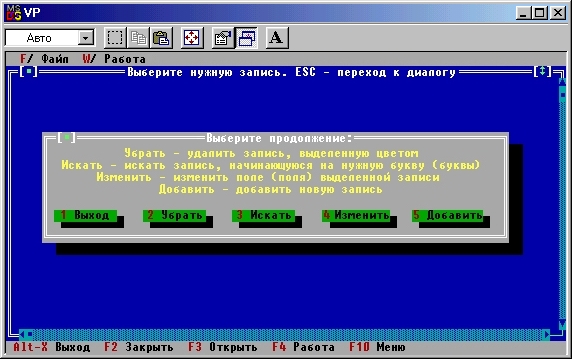 VP
Авто
A
F/ Файл W/ Работа
Выберите нужную запись. ESC - переход к диалогу
Выберите продолжение:
Убрать - удалить запись, выделенную цветом
Искать - искать запись, начинающуюся на нужную букву (буквы)
Изменить - изменить поле (поля) выделенной записи
Добавить - добавить новую запись
1 Выход 2 Убрать 3 Искать 4 Изменить 5 Добавить
Alt-X Выход F2 Закрыть F3 Открыть F4 Работа F10 Меню